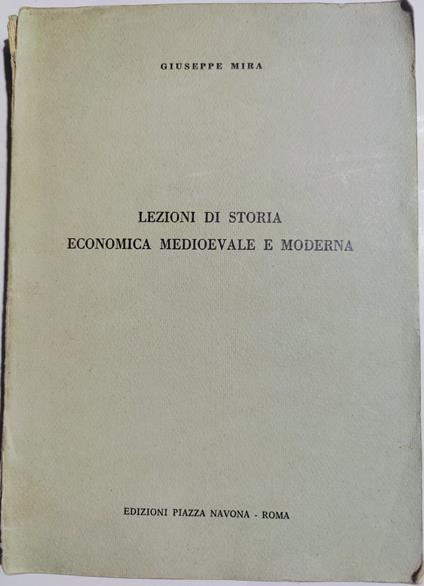 GIUSEPPE MIRA
LEZIONI DI STORIA
ECONOMICA MEDIOEVALE E MODERNA
EDIZIONI PIAZZA NAVONA - ROMA